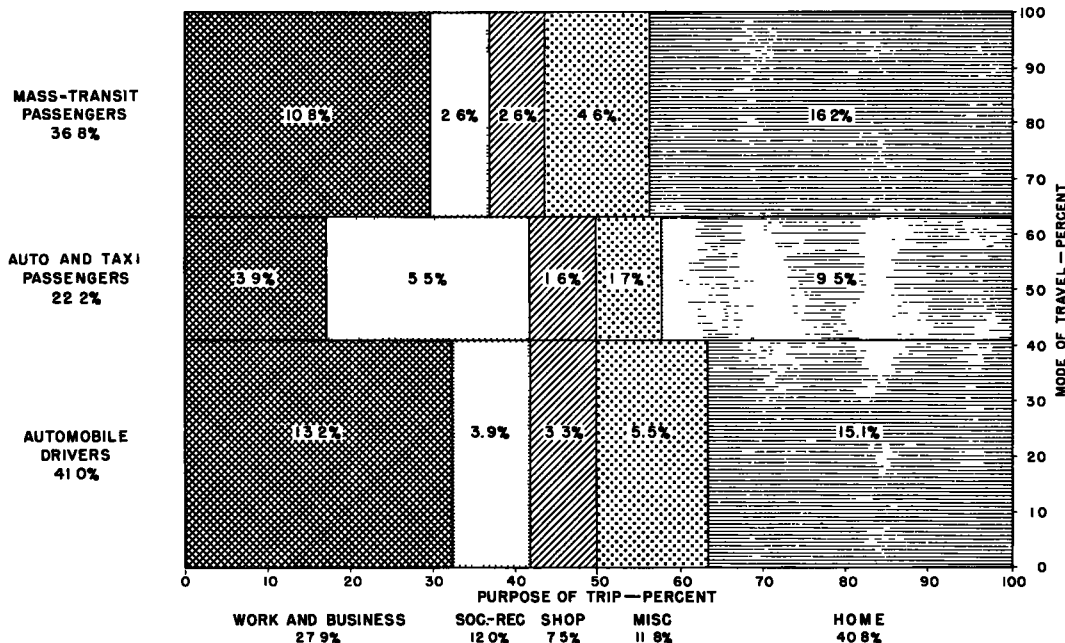 MASS-TRANSIT
PASSENGERS
36.8%
10.8%
2.6%
2.6%
4.6%
16.2%
AUTO AND TAXI
PASSENGERS
22.2%
3.9%
5.5%
1.6%
1.7%
9.5%
AUTOMOBILE
DRIVERS
41.0%
13.2%
3.9%
3.3%
5.5%
15.1%
100
90
80
70
60
50
40
30
20
10
0
MODE OF TRAVEL—PERCENT
0 10 20 30 40 50 60 70 80 90 100
PURPOSE OF TRIP—PERCENT
WORK AND BUSINESS SOC.-REC SHOP MISC HOME
27.9% 12.0% 7.5% 11.8% 40.8%